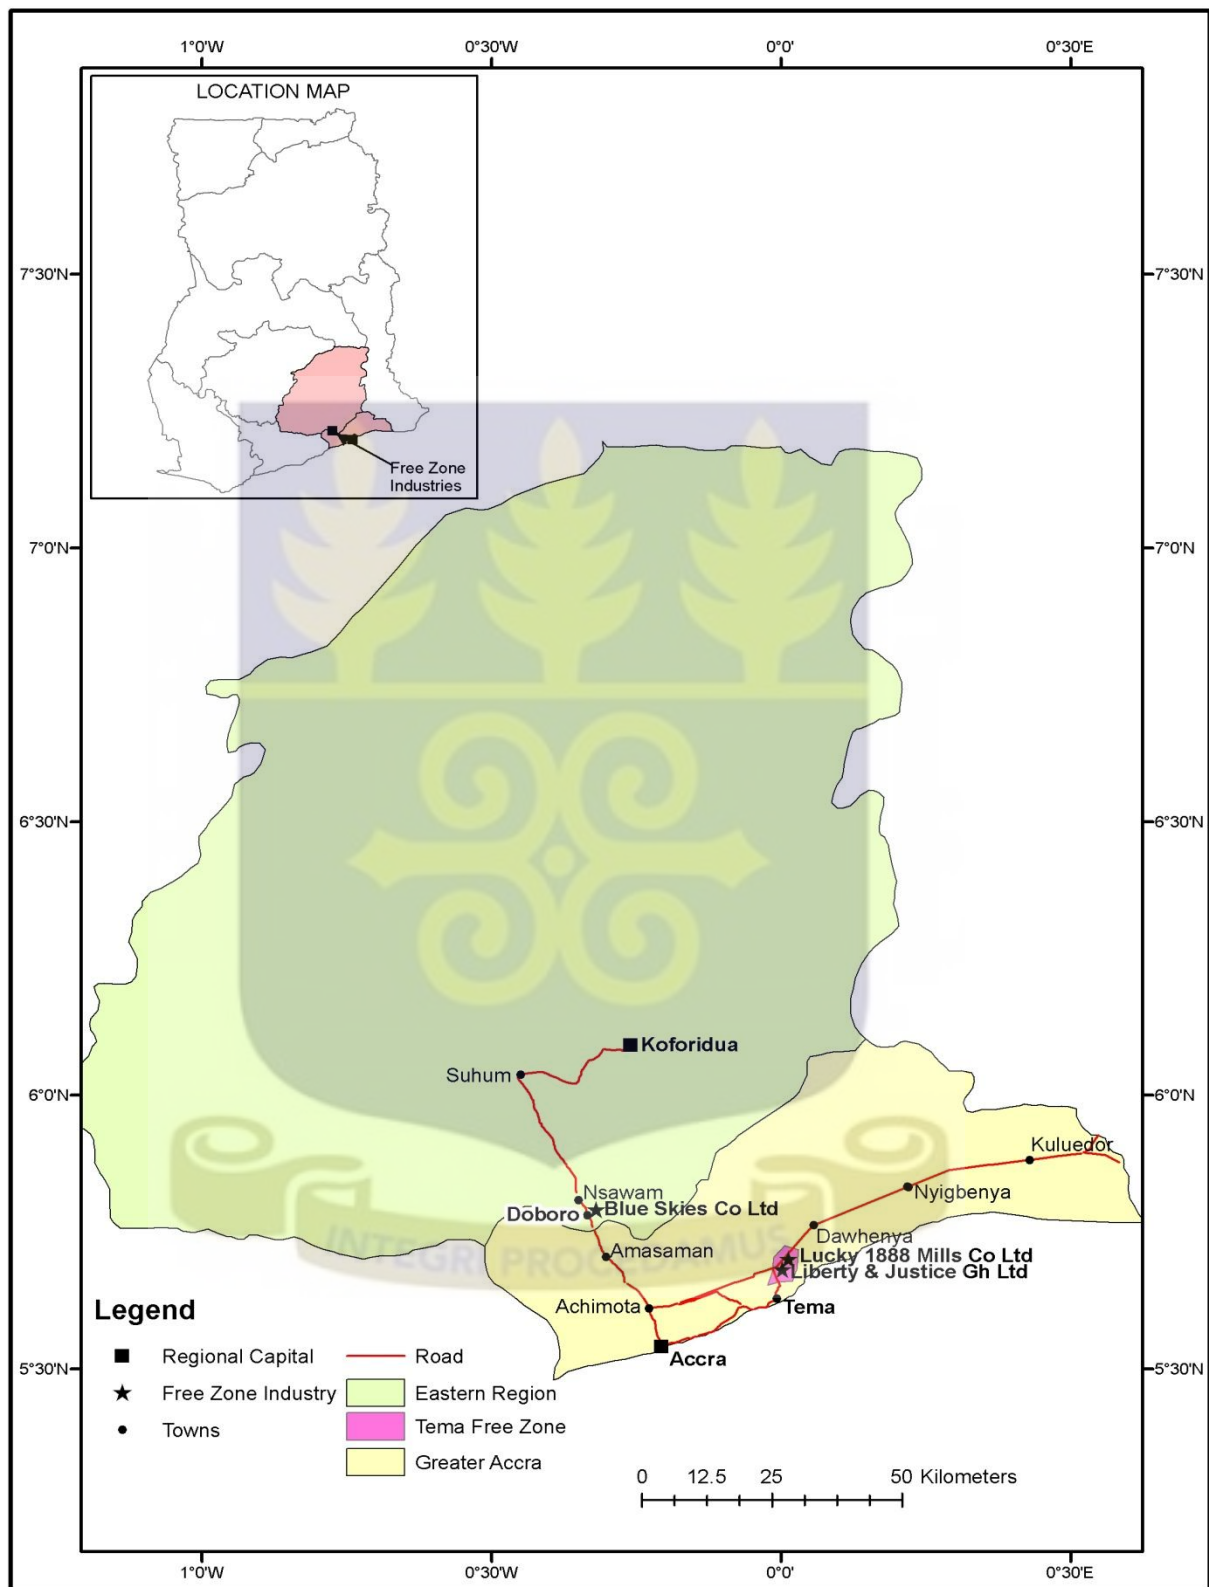 1°0'W 0°30'W 0°0' 0°30'E
LOCATION MAP
Free Zone
Industries
7°30'N 7°30'N
7°0'N 7°0'N
6°30'N 6°30'N
Koforidua
Suhum
6°0'N 6°0'N
Kuluedor
Nsawam
Nyigbenya
Blue Skies Co Ltd
Doboro
Dawhenya
Amasaman
INTEGRI PROCEDAMUS
Lucky 1888 Mills Co Ltd
Liberty & Justice Gh Ltd
Achimota
Tema
Accra
5°30'N 5°30'N
Legend
Regional Capital Road
Free Zone Industry Eastern Region
Towns Tema Free Zone
Greater Accra
0 12.5 25 50 Kilometers
1°0'W 0°30'W 0°0' 0°30'E